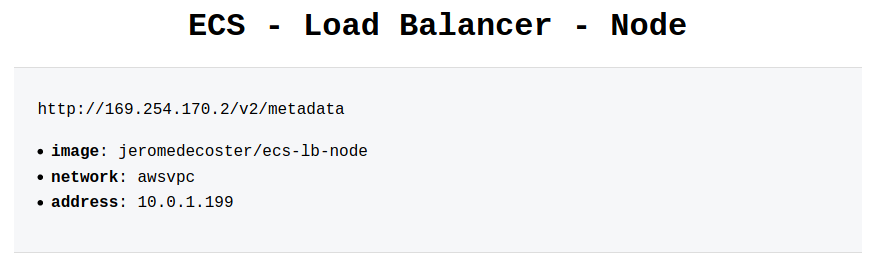 ECS - Load Balancer - Node
http://169.254.170.2/v2/metadata
• image: jeromedecoster/ecs-lb-node
• network: awsvpc
• address: 10.0.1.199